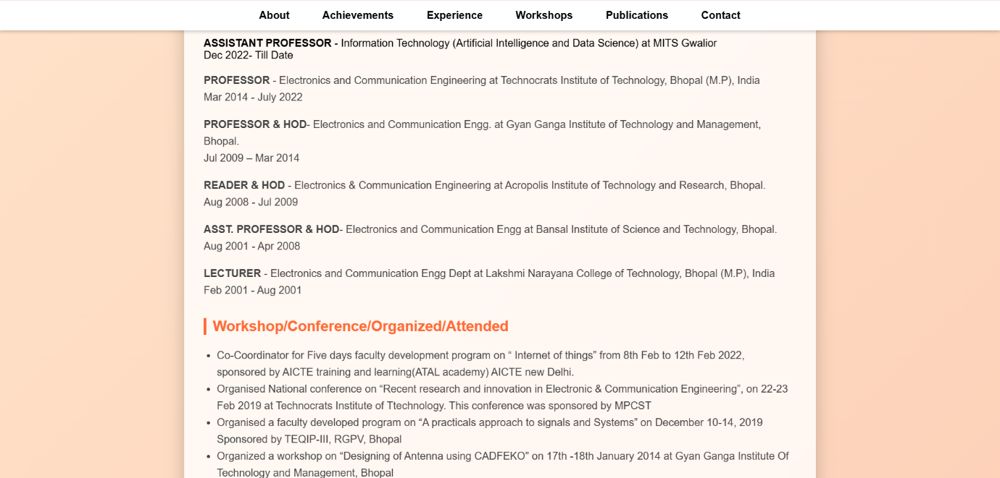 About Achievements Experience Workshops Publications Contact
ASSISTANT PROFESSOR - Information Technology (Artificial Intelligence and Data Science) at MITS Gwalior
Dec 2022- Till Date
PROFESSOR - Electronics and Communication Engineering at Technocrats Institute of Technology, Bhopal (M.P), India
Mar 2014 - July 2022
PROFESSOR & HOD- Electronics and Communication Engg. at Gyan Ganga Institute of Technology and Management,
Bhopal.
Jul 2009 – Mar 2014
READER & HOD - Electronics & Communication Engineering at Acropolis Institute of Technology and Research, Bhopal.
Aug 2008 - Jul 2009
ASST. PROFESSOR & HOD- Electronics and Communication Engg at Bansal Institute of Science and Technology, Bhopal.
Aug 2001 - Apr 2008
LECTURER - Electronics and Communication Engg Dept at Lakshmi Narayana College of Technology, Bhopal (M.P), India
Feb 2001 - Aug 2001
Workshop/Conference/Organized/Attended
• Co-Coordinator for Five days faculty development program on “ Internet of things” from 8th Feb to 12th Feb 2022,
sponsored by AICTE training and learning(ATAL academy) AICTE new Delhi.
• Organised National conference on “Recent research and innovation in Electronic & Communication Engineering”, on 22-23
Feb 2019 at Technocrats Institute of Ttechnology. This conference was sponsored by MPCST
• Organised a faculty developed program on “A practicals approach to signals and Systems” on December 10-14, 2019
Sponsored by TEQIP-III, RGPV, Bhopal
• Organized a workshop on “Designing of Antenna using CADFEKO” on 17th -18th January 2014 at Gyan Ganga Institute Of
Technology and Management, Bhopal